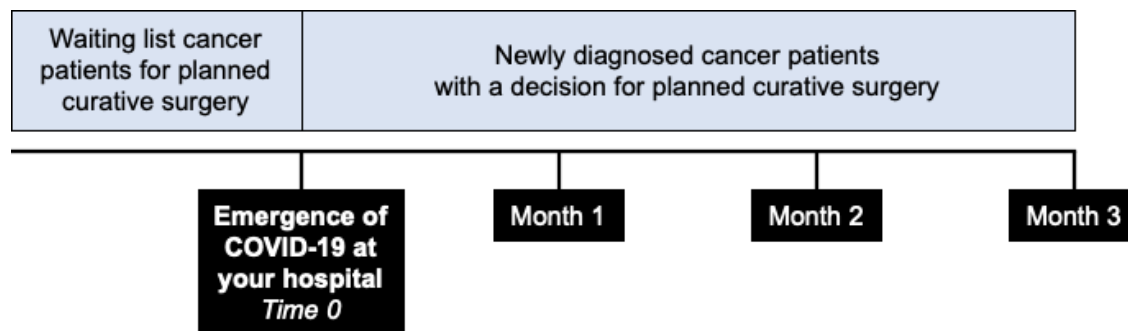 Waiting list cancer
patients for planned
curative surgery
Newly diagnosed cancer patients
with a decision for planned curative surgery
Emergence of
COVID-19 at
your hospital
Time 0
Month 1
Month 2
Month 3